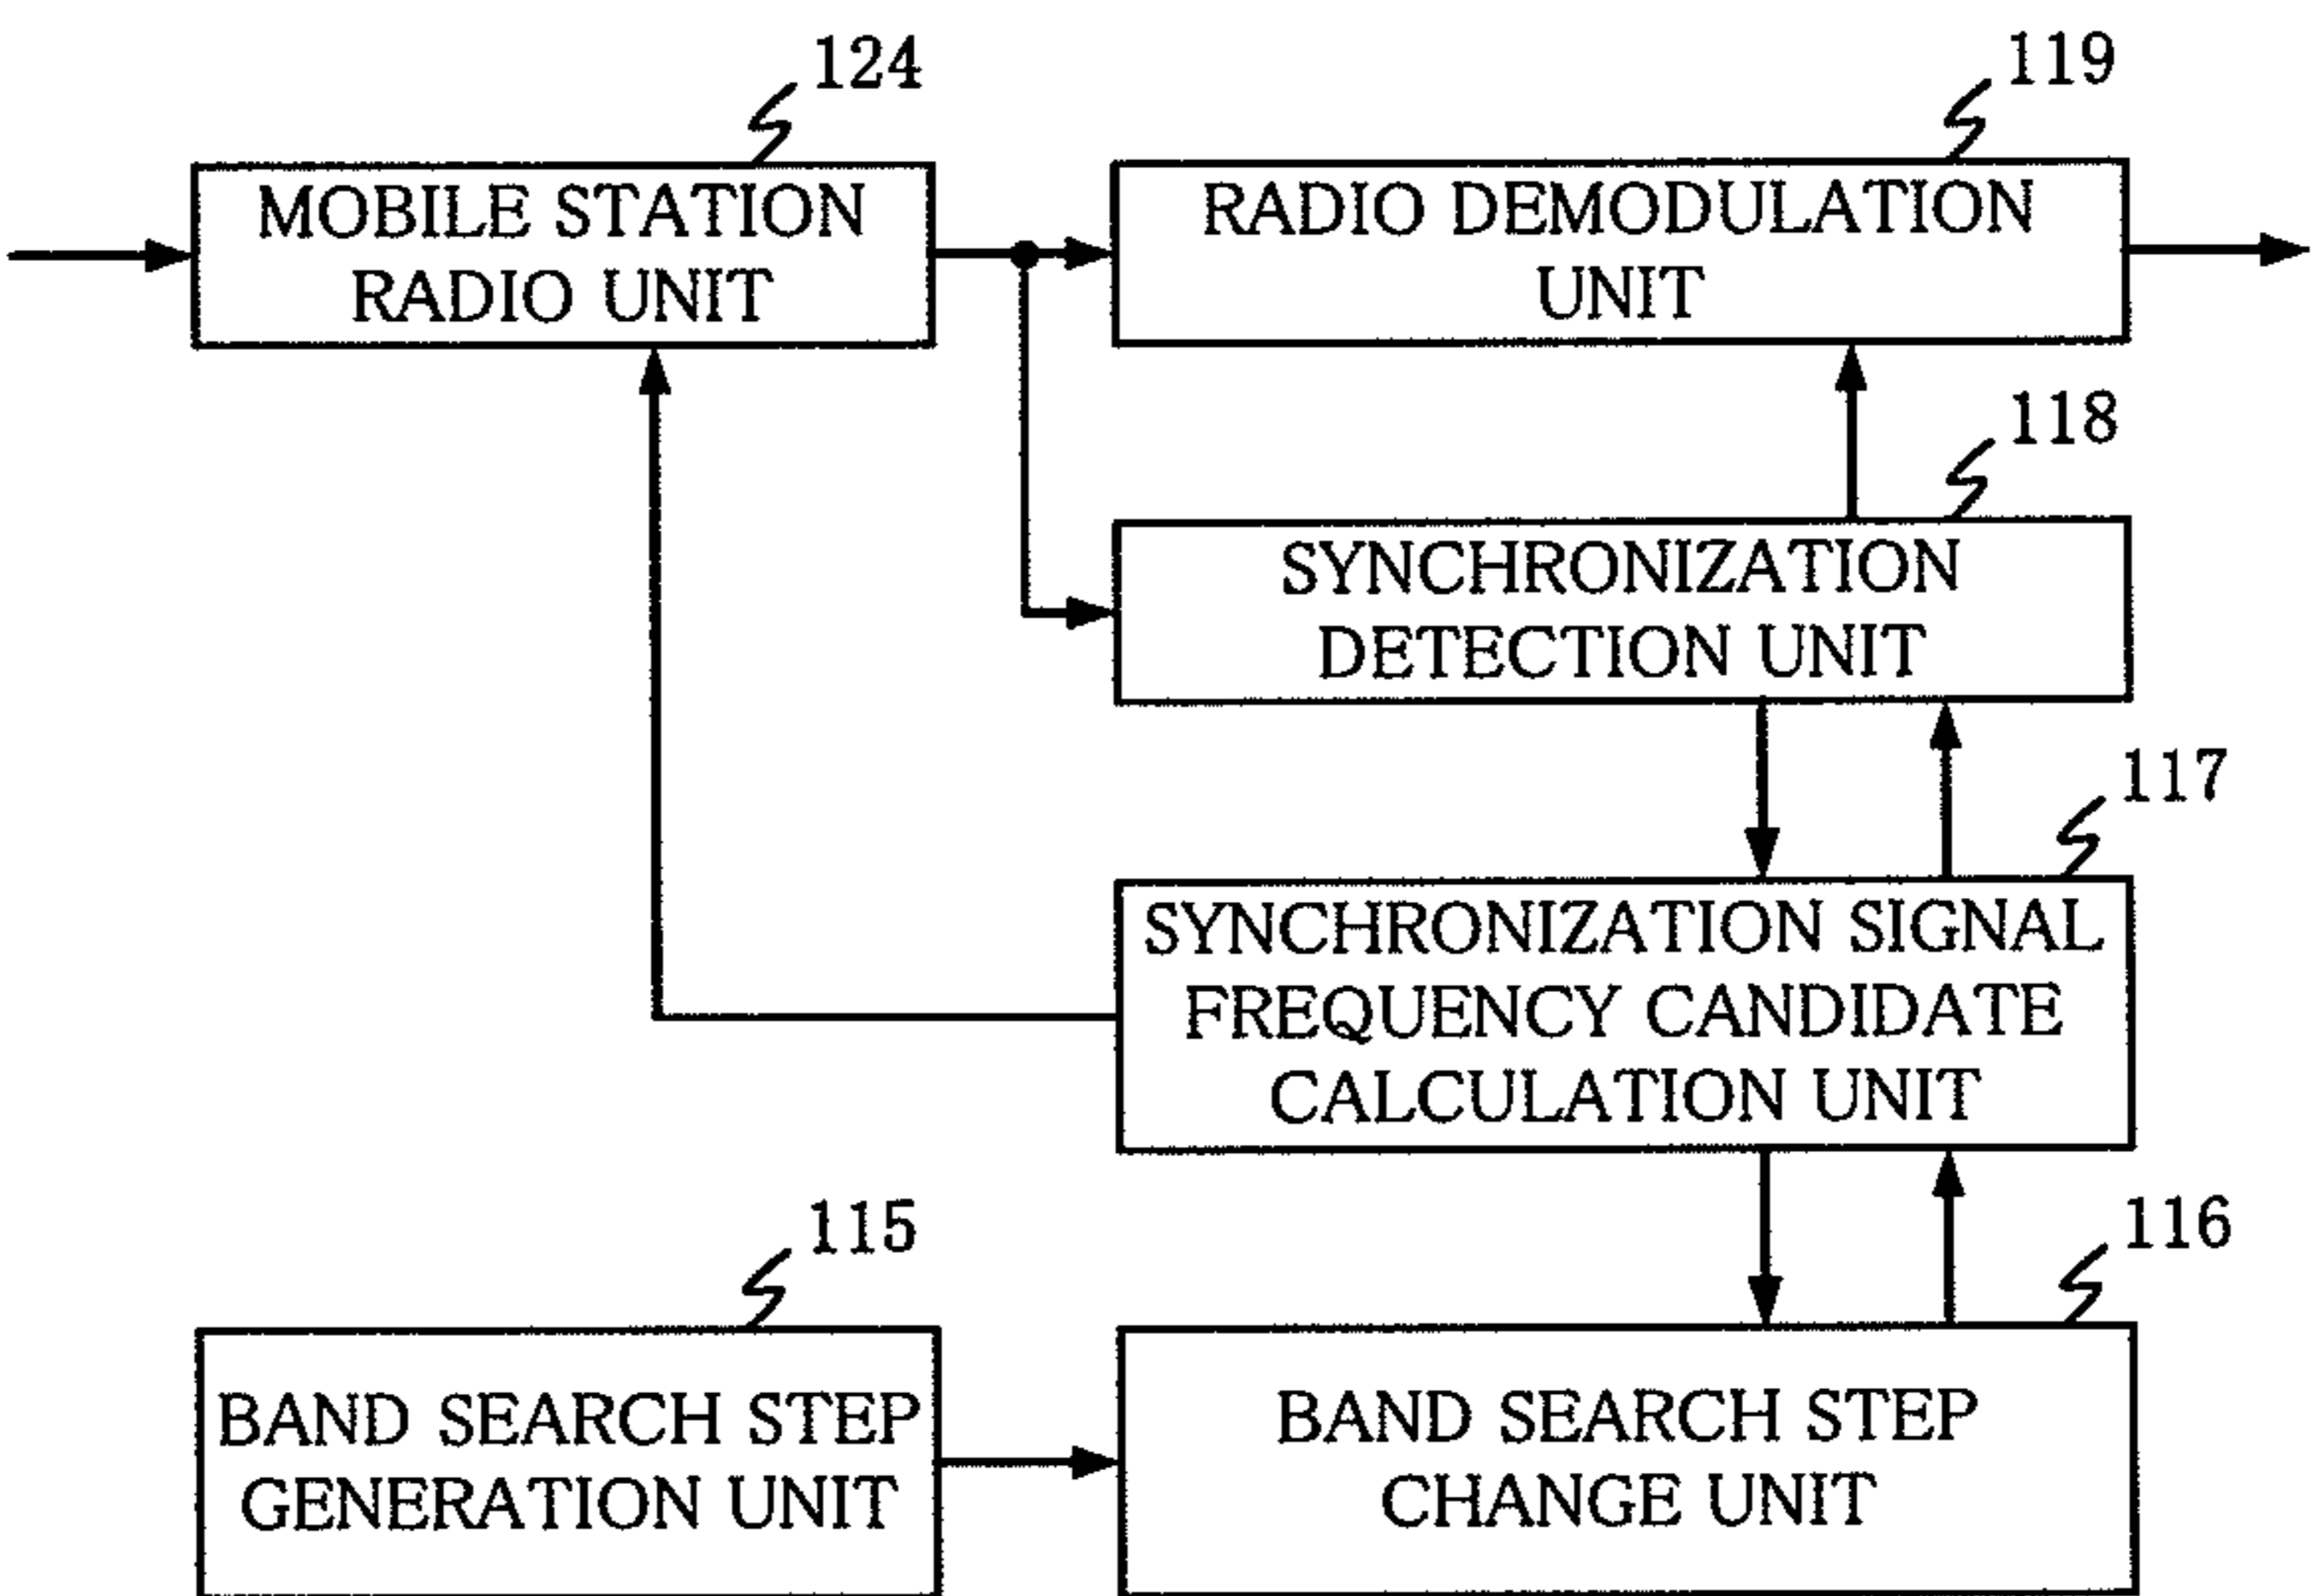 124
MOBILE STATION
RADIO UNIT
119
RADIO DEMODULATION
UNIT
118
SYNCHRONIZATION
DETECTION UNIT
117
SYNCHRONIZATION SIGNAL
FREQUENCY CANDIDATE
CALCULATION UNIT
115
BAND SEARCH STEP
GENERATION UNIT
116
BAND SEARCH STEP
CHANGE UNIT